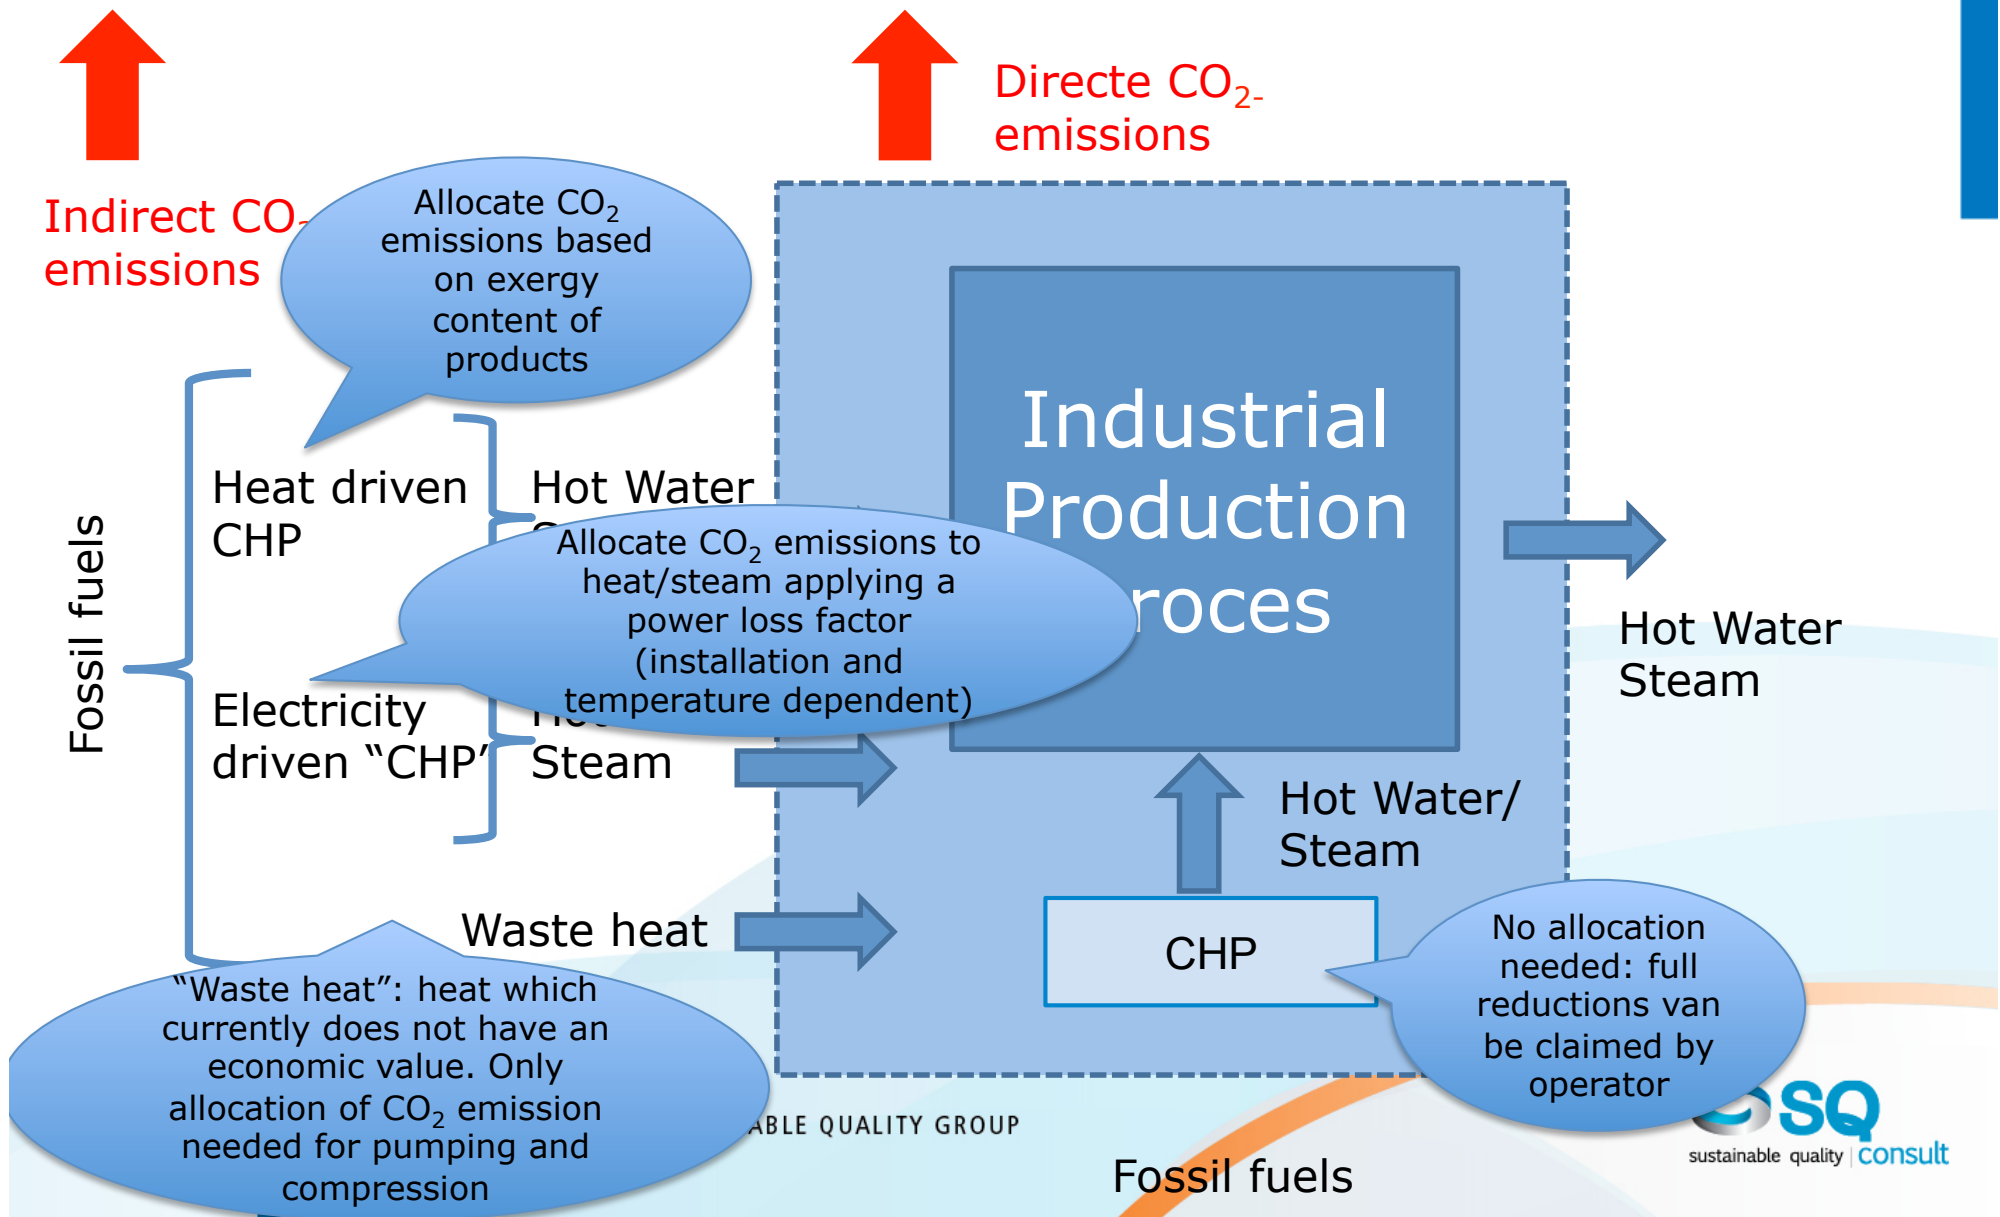 Directe CO2-
emissions
Indirect CO
emissions
Allocate CO2
emissions based
on exergy
content of
products
Fossil fuels
Heat driven
CHP
Hot Water
Electricity
driven “CHP’
Steam
Allocate CO2 emissions to
heat/steam applying a
power loss factor
(installation and
temperature dependent)
Industrial
Production
roces
Hot Water
Steam
Hot Water/
Steam
Waste heat
CHP
“Waste heat”: heat which
currently does not have an
economic value. Only
allocation of CO2 emission
needed for pumping and
compression
No allocation
needed: full
reductions van
be claimed by
operator
ABLE QUALITY GROUP
Fossil fuels
SQ
sustainable quality | consult